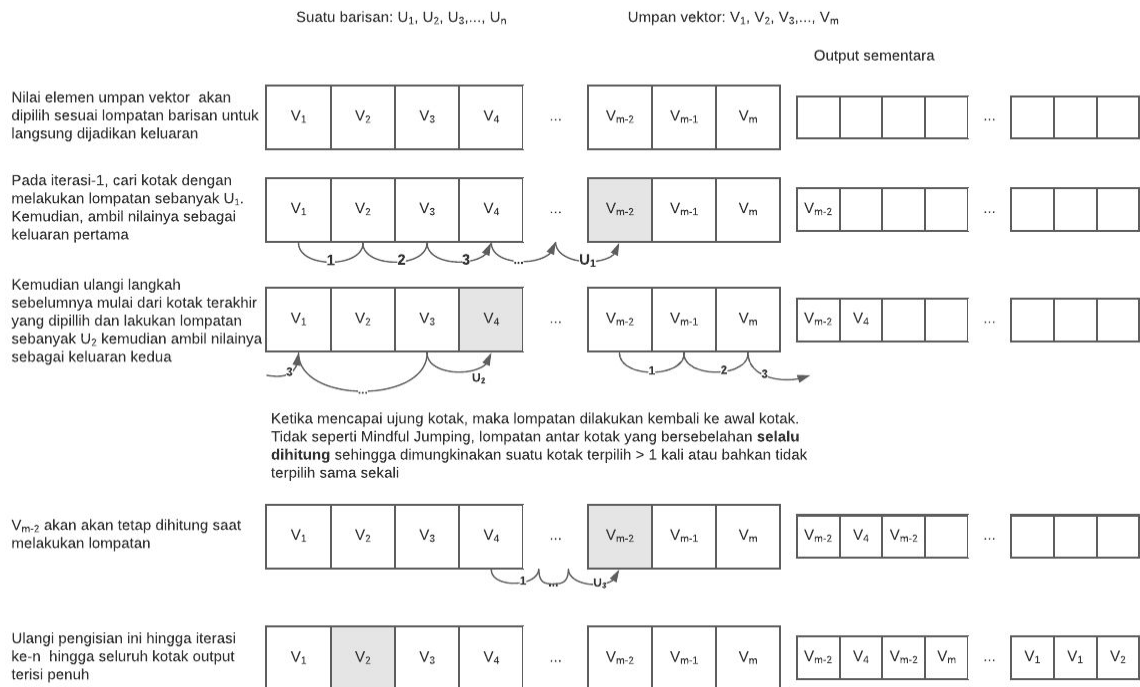 Suatu barisan: U₁, U₂, U₃,..., Uₙ
Umpan vektor: V₁, V₂, V₃,..., Vₘ
Output sementara
Nilai elemen umpan vektor akan
dipilih sesuai lompatan barisan untuk
langsung dijadikan keluaran
V₁ V₂ V₃ V₄ ... Vₘ₋₂ Vₘ₋₁ Vₘ
...
Pada iterasi-1, cari kotak dengan
melakukan lompatan sebanyak U₁.
Kemudian, ambil nilainya sebagai
keluaran pertama
V₁ V₂ V₃ V₄ ... Vₘ₋₂ Vₘ₋₁ Vₘ
Vₘ₋₂ ...
1 2 3 ... U₁
Kemudian ulangi langkah
sebelumnya mulai dari kotak terakhir
yang dipillih dan lakukan lompatan
sebanyak U₂ kemudian ambil nilainya
sebagai keluaran kedua
V₁ V₂ V₃ V₄ ... Vₘ₋₂ Vₘ₋₁ Vₘ
Vₘ₋₂ V₄ ...
3 ... U₂ 1 2 3
Ketika mencapai ujung kotak, maka lompatan dilakukan kembali ke awal kotak.
Tidak seperti Mindful Jumping, lompatan antar kotak yang bersebelahan selalu
dihitung sehingga dimungkinakan suatu kotak terpilih > 1 kali atau bahkan tidak
terpilih sama sekali
Vₘ₋₂ akan akan tetap dihitung saat
melakukan lompatan
V₁ V₂ V₃ V₄ ... Vₘ₋₂ Vₘ₋₁ Vₘ
Vₘ₋₂ V₄ Vₘ₋₂ ...
1 ... U₃
Ulangi pengisian ini hingga iterasi
ke-n hingga seluruh kotak output
terisi penuh
V₁ V₂ V₃ V₄ ... Vₘ₋₂ Vₘ₋₁ Vₘ
Vₘ₋₂ V₄ Vₘ₋₂ Vₘ ... V₁ V₁ V₂